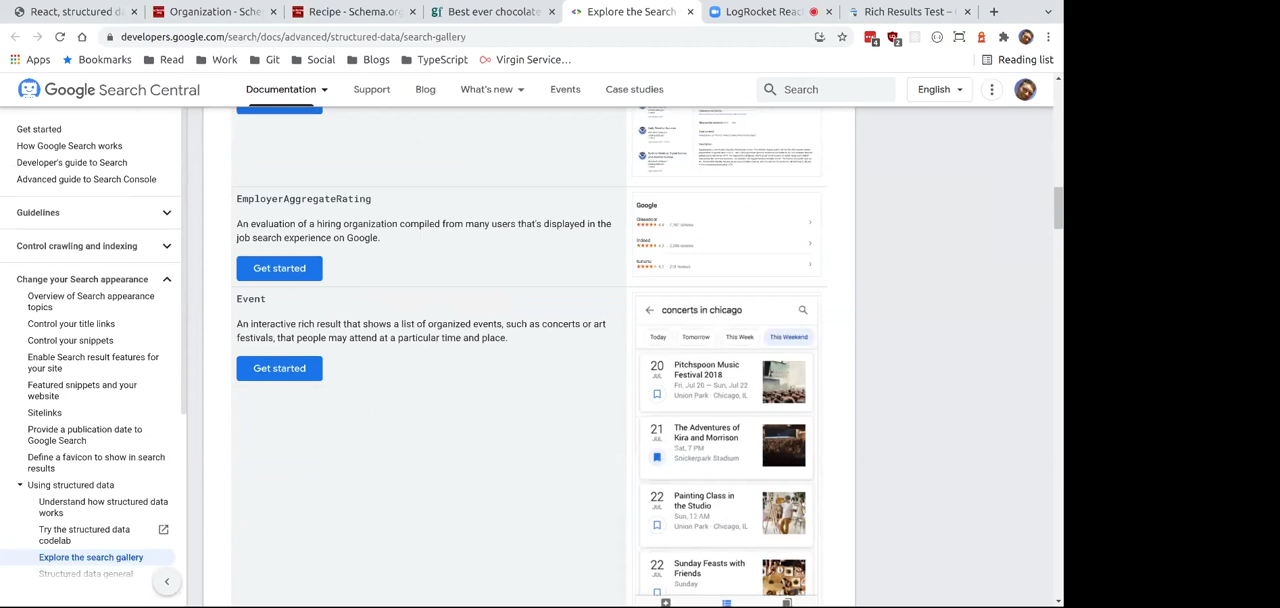 React, structured d
Organization - Sche
Recipe - Schema.org
Best ever chocolate
Explore the Search
LogRocket Reac
Rich Results Test –
developers.google.com/search/docs/advanced/structured-data/search-gallery
4
2
Apps
Bookmarks
Read
Work
Git
Social
Blogs
TypeScript
Virgin Service…
Reading list
Google Search Central
Documentation
Support
Blog
What's new
Events
Case studies
Search
English
Get started
How Google Search works
Developer's guide to Search
guide to Search Console
Guidelines
Control crawling and indexing
Change your Search appearance
Overview of Search appearance
topics
Control your title links
Control your snippets
Enable Search result features for
your site
Featured snippets and your
website
Sitelinks
Provide a publication date to
Google Search
Define a favicon to show in search
results
Using structured data
Understand how structured data
works
Try the structured data
codelab
Explore the search gallery
Structured data general
EmployerAggregateRating
An evaluation of a hiring organization compiled from many users that's displayed in the
job search experience on Google.
Get started
Google
Glassdoor
Indeed
Kununu
Event
An interactive rich result that shows a list of organized events, such as concerts or art
festivals, that people may attend at a particular time and place.
Get started
concerts in chicago
Today
Tomorrow
This Week
This Weekend
20
JUL
Pitchspoon Music
Festival 2018
Fri, Jul 20 — Sun, Jul 22
Union Park · Chicago, IL
21
JUL
The Adventures of
Kira and Morrison
Sat, 7 PM
Snickerpark Stadium
22
JUL
Painting Class in
the Studio
Sun, 12 AM
Union Park · Chicago, IL
22
JUL
Sunday Feasts with
Friends
Sunday